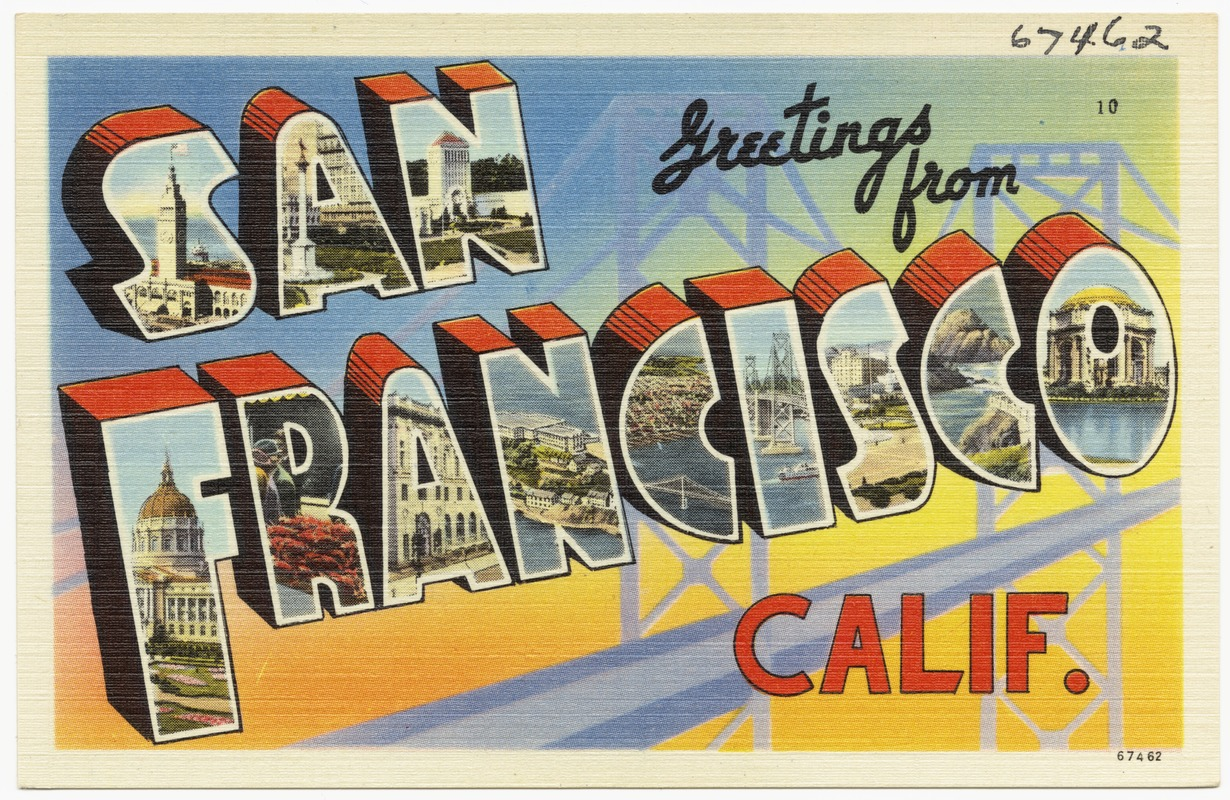 67462
10
Greetings
from
SAN
FRANCISCO
CALIF.
67462